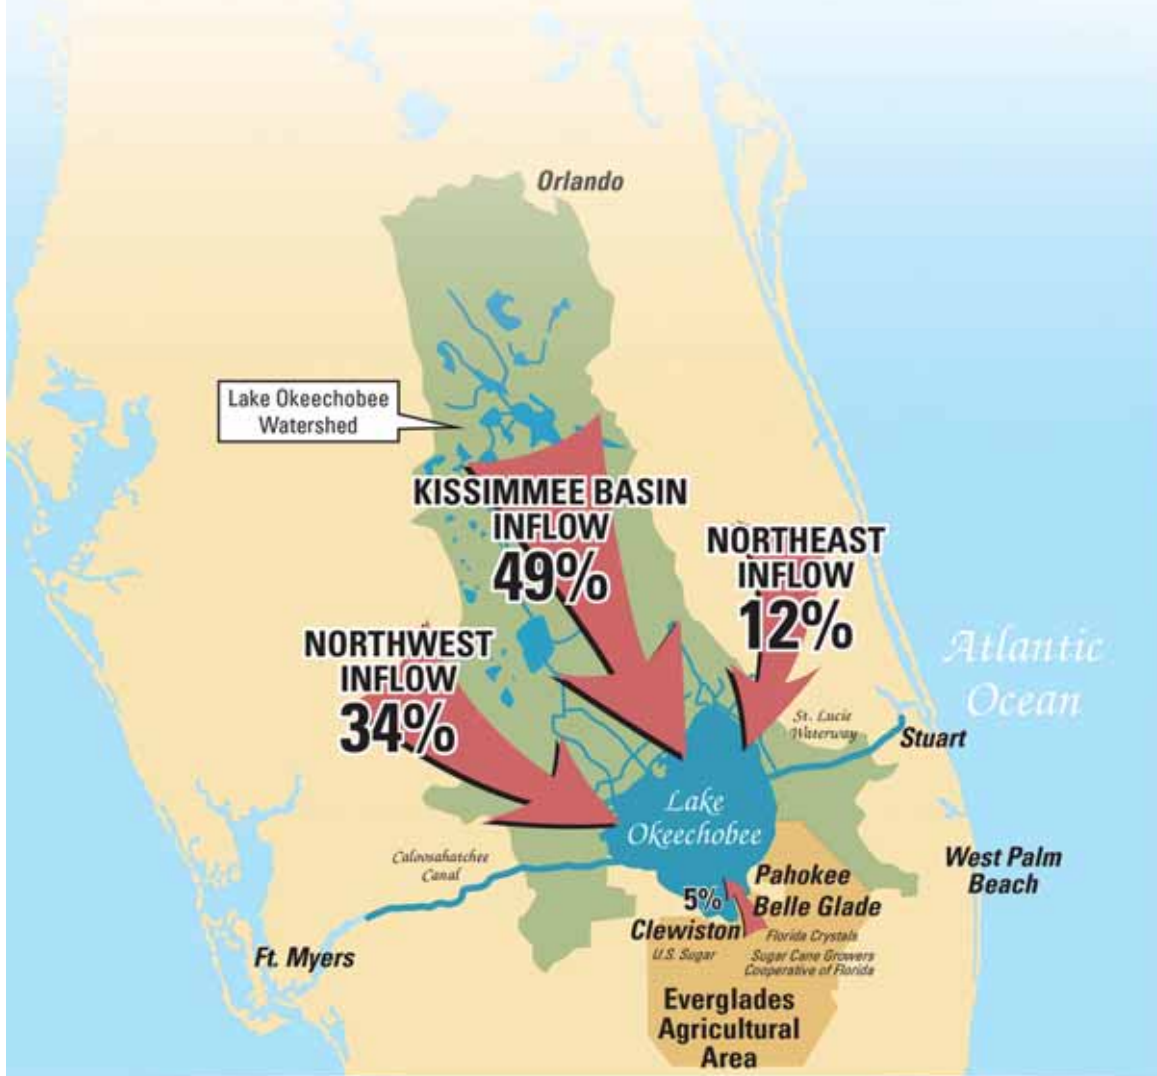 Orlando
Lake Okeechobee
Watershed
KISSIMMEE BASIN
INFLOW
49%
NORTHEAST
INFLOW
12%
NORTHWEST
INFLOW
34%
Atlantic
Ocean
St. Lucie
Waterway
Stuart
Lake
Okeechobee
Caloosahatchee
Canal
West Palm
Beach
Pahokee
Belle Glade
5%
Clewiston
U.S. Sugar
Florida Crystals
Sugar Cane Growers
Cooperative of Florida
Ft. Myers
Everglades
Agricultural
Area